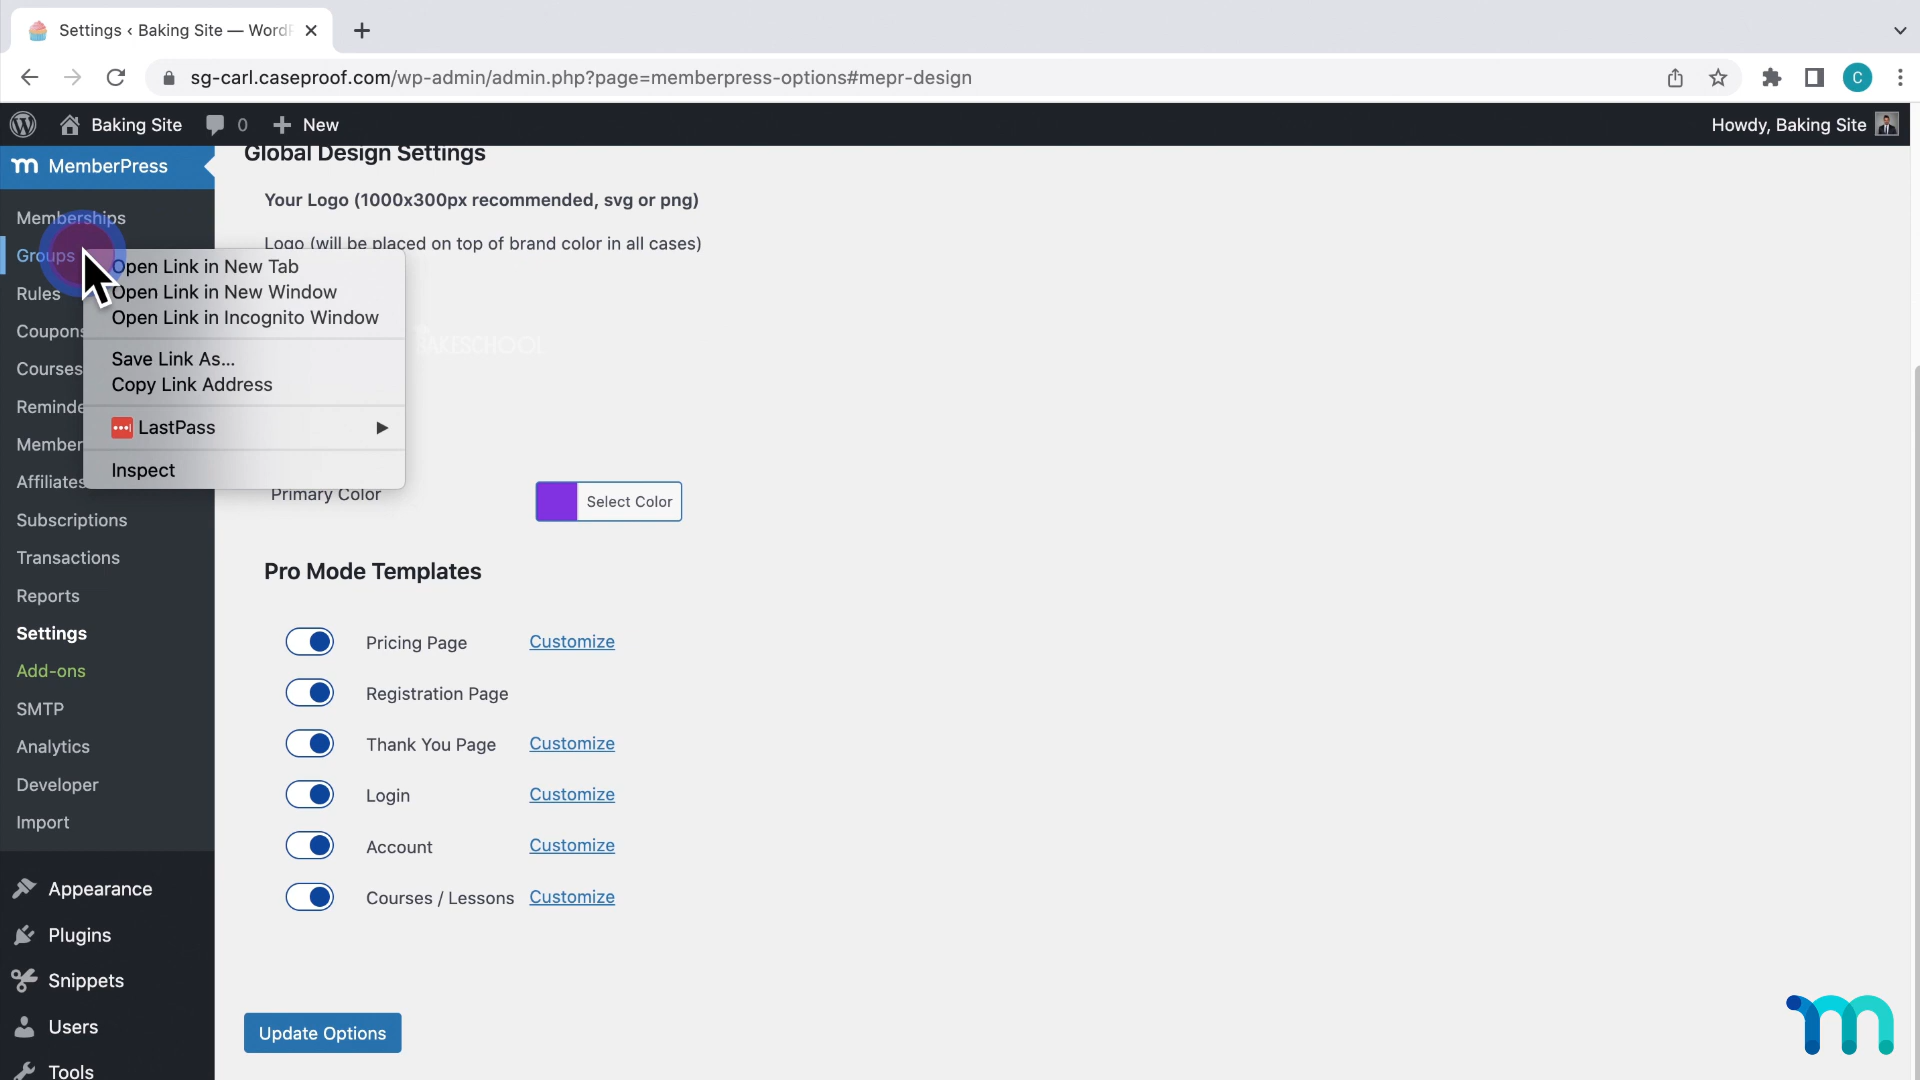 Settings ‹ Baking Site — WordP
sg-carl.caseproof.com/wp-admin/admin.php?page=memberpress-options#mepr-design
C
Baking Site
0
New
Howdy, Baking Site
MemberPress
Memberships
Groups
Rules
Coupons
Courses
Reminde
Member
Affiliates
Subscriptions
Transactions
Reports
Settings
Add-ons
SMTP
Analytics
Developer
Import
Appearance
Plugins
Snippets
Users
Tools
Open Link in New Tab
Open Link in New Window
Open Link in Incognito Window
Save Link As...
Copy Link Address
LastPass
Inspect
Global Design Settings
Your Logo (1000x300px recommended, svg or png)
Logo (will be placed on top of brand color in all cases)
BAKESCHOOL
Primary Color
Select Color
Pro Mode Templates
Pricing Page Customize
Registration Page
Thank You Page Customize
Login Customize
Account Customize
Courses / Lessons Customize
Update Options